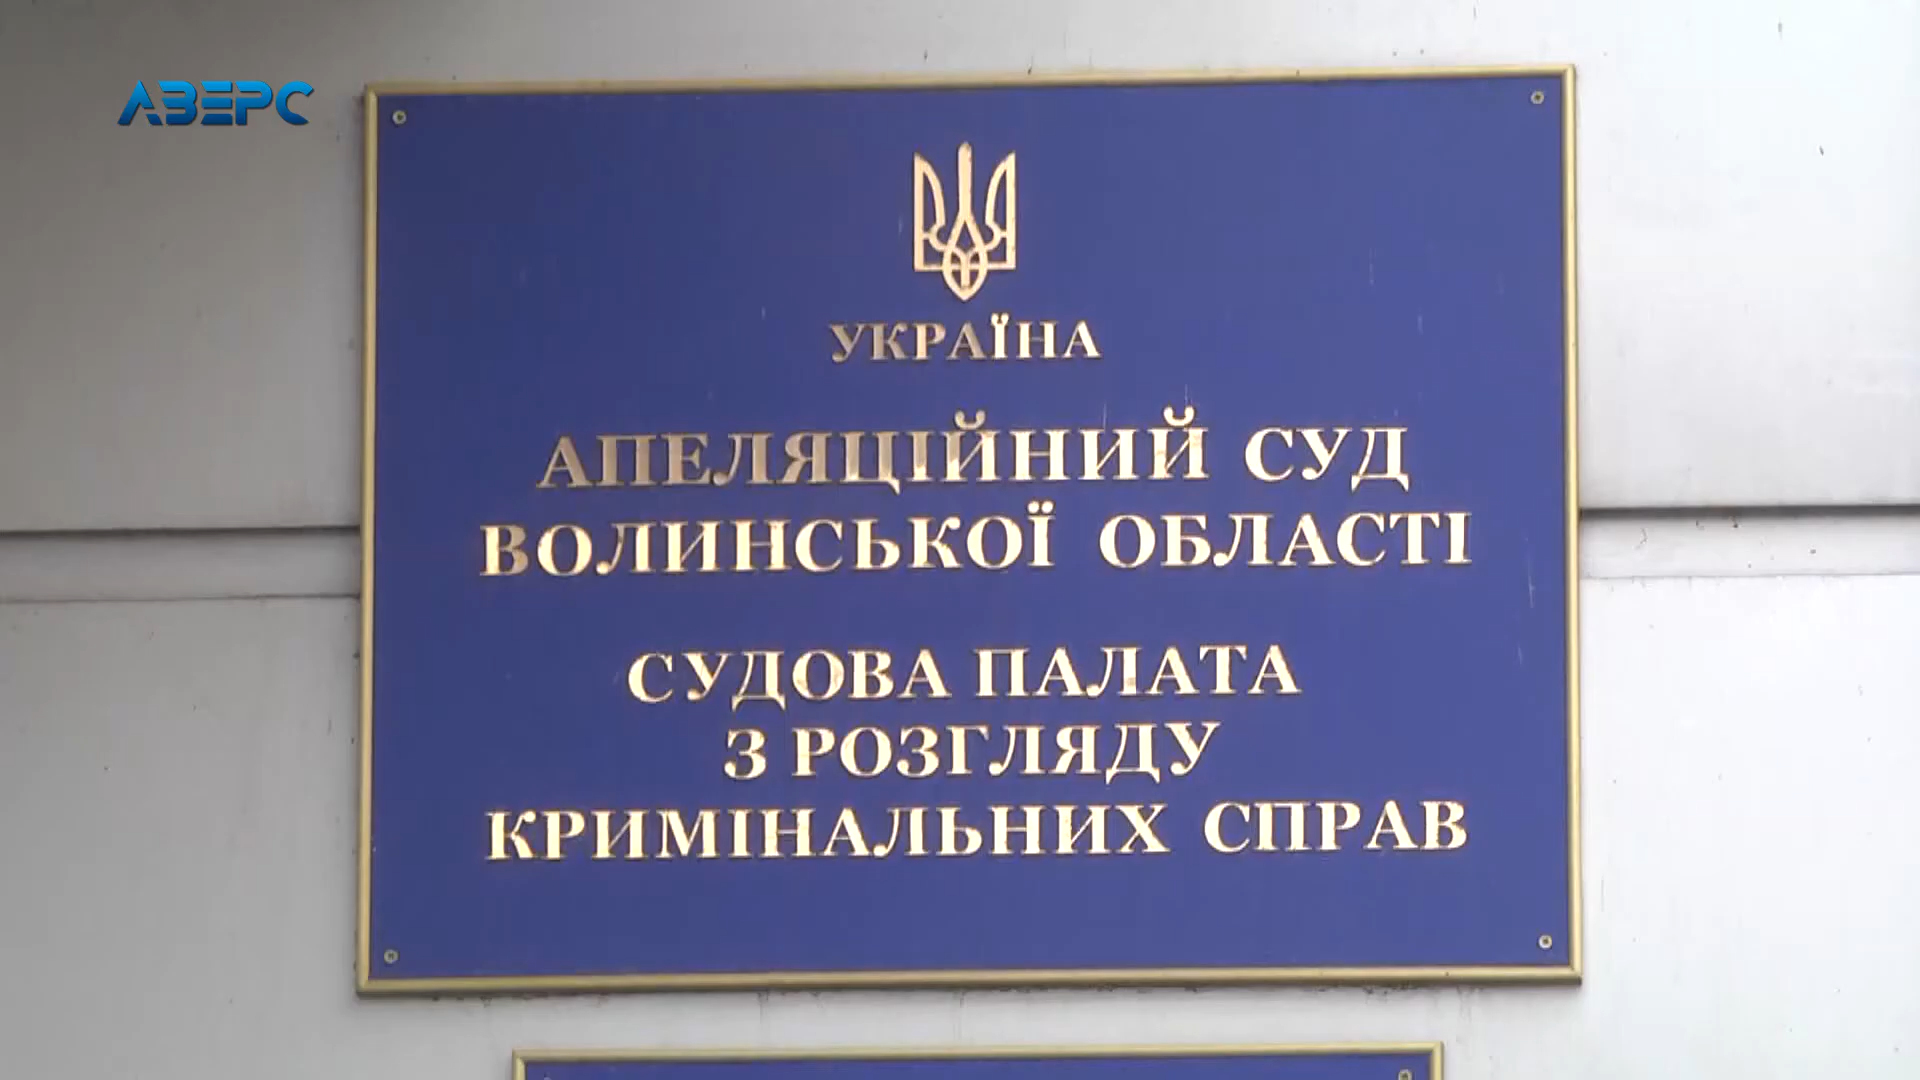 АВЕРС
УКРАЇНА
АПЕЛЯЦІЙНИЙ СУД
ВОЛИНСЬКОЇ ОБЛАСТІ
СУДОВА ПАЛАТА
З РОЗГЛЯДУ
КРИМІНАЛЬНИХ СПРАВ